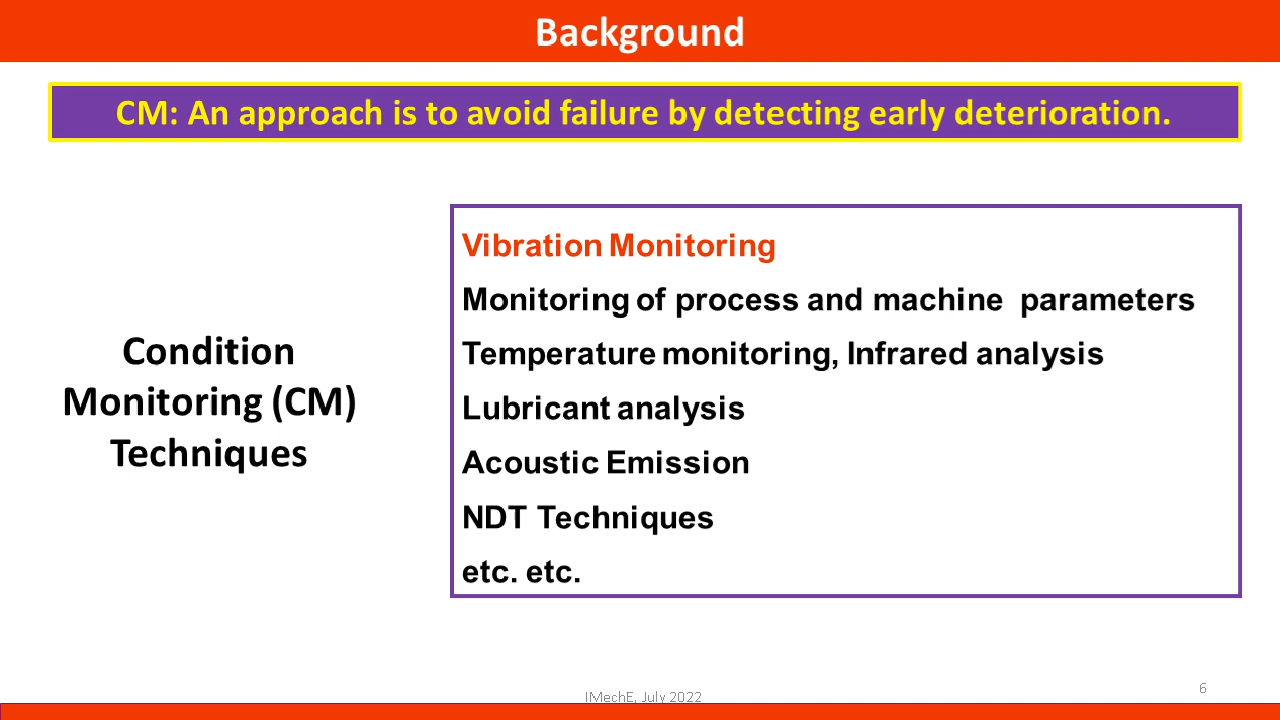 Background
CM: An approach is to avoid failure by detecting early deterioration.
Condition
Monitoring (CM)
Techniques
Vibration Monitoring
Monitoring of process and machine parameters
Temperature monitoring, Infrared analysis
Lubricant analysis
Acoustic Emission
NDT Techniques
etc. etc.
IMechE, July 2022
6